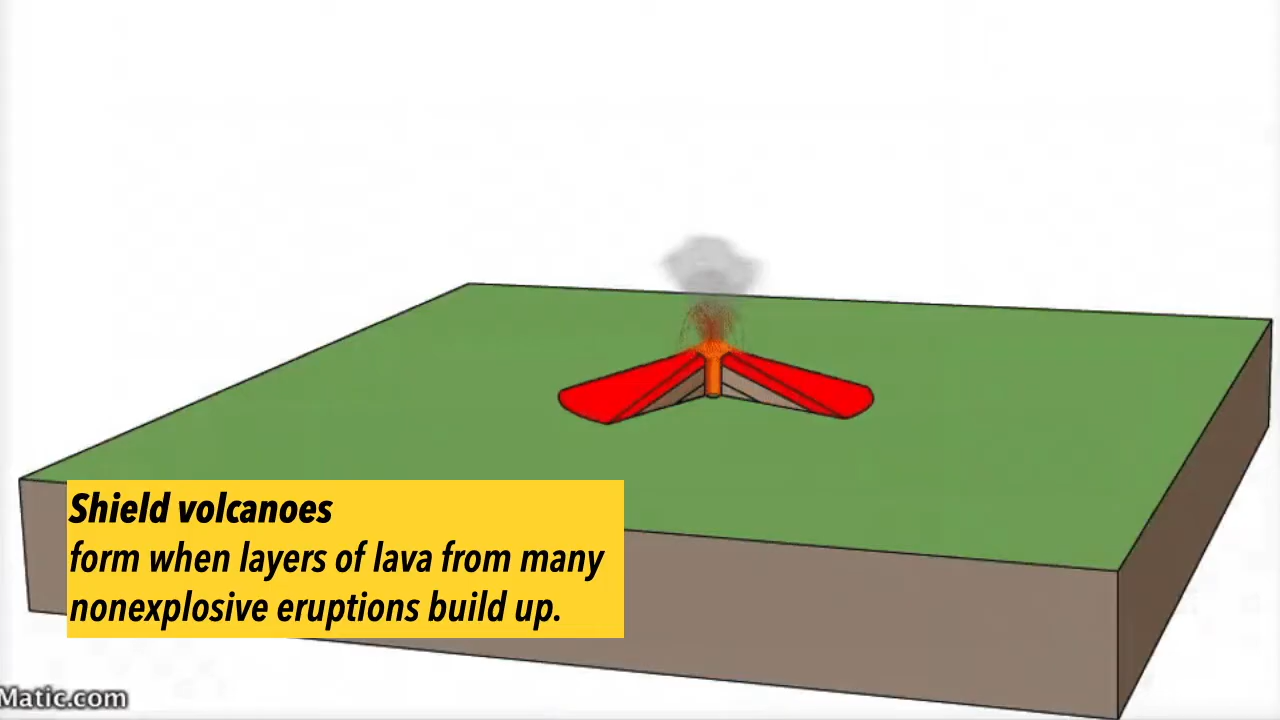 Shield volcanoes
form when layers of lava from many
nonexplosive eruptions build up.
Matic.com